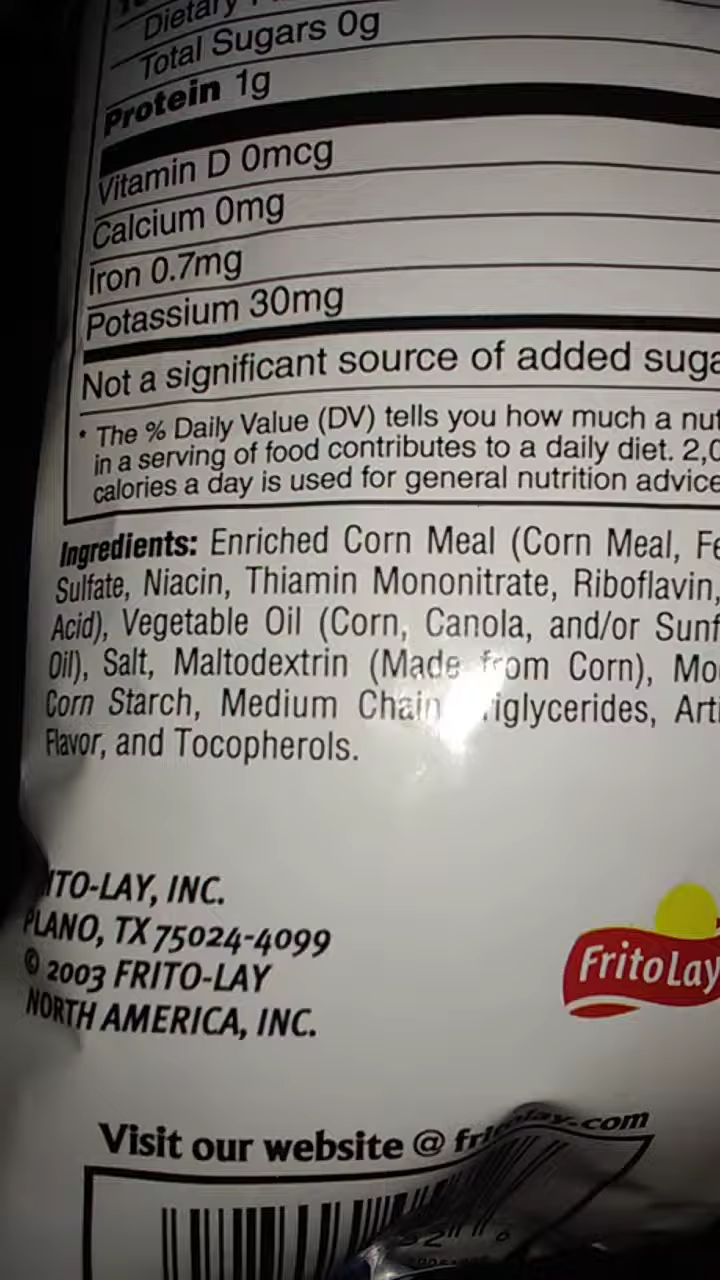 Dietary
Total Sugars 0g
Protein 1g
Vitamin D 0mcg
Calcium 0mg
Iron 0.7mg
Potassium 30mg
Not a significant source of added suga
* The % Daily Value (DV) tells you how much a nut
in a serving of food contributes to a daily diet. 2,0
calories a day is used for general nutrition advice
Ingredients: Enriched Corn Meal (Corn Meal, Fe
Sulfate, Niacin, Thiamin Mononitrate, Riboflavin,
Acid), Vegetable Oil (Corn, Canola, and/or Sunf
Oil), Salt, Maltodextrin (Made from Corn), Mo
Corn Starch, Medium Chain riglycerides, Arti
Flavor, and Tocopherols.
ITO-LAY, INC.
PLANO, TX 75024-4099
© 2003 FRITO-LAY
NORTH AMERICA, INC.
Frito Lay
Visit our website @ fritolay.com